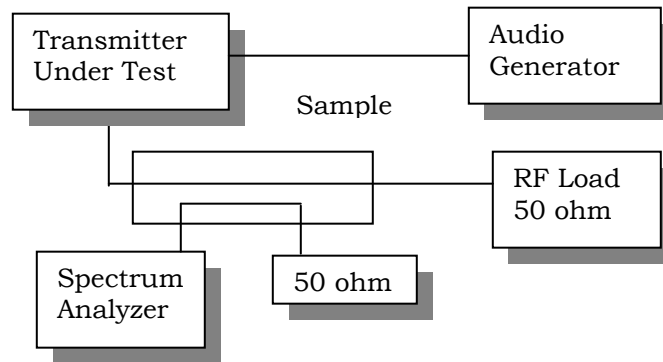 Transmitter
Under Test
Audio
Generator
Sample
RF Load
50 ohm
Spectrum
Analyzer
50 ohm